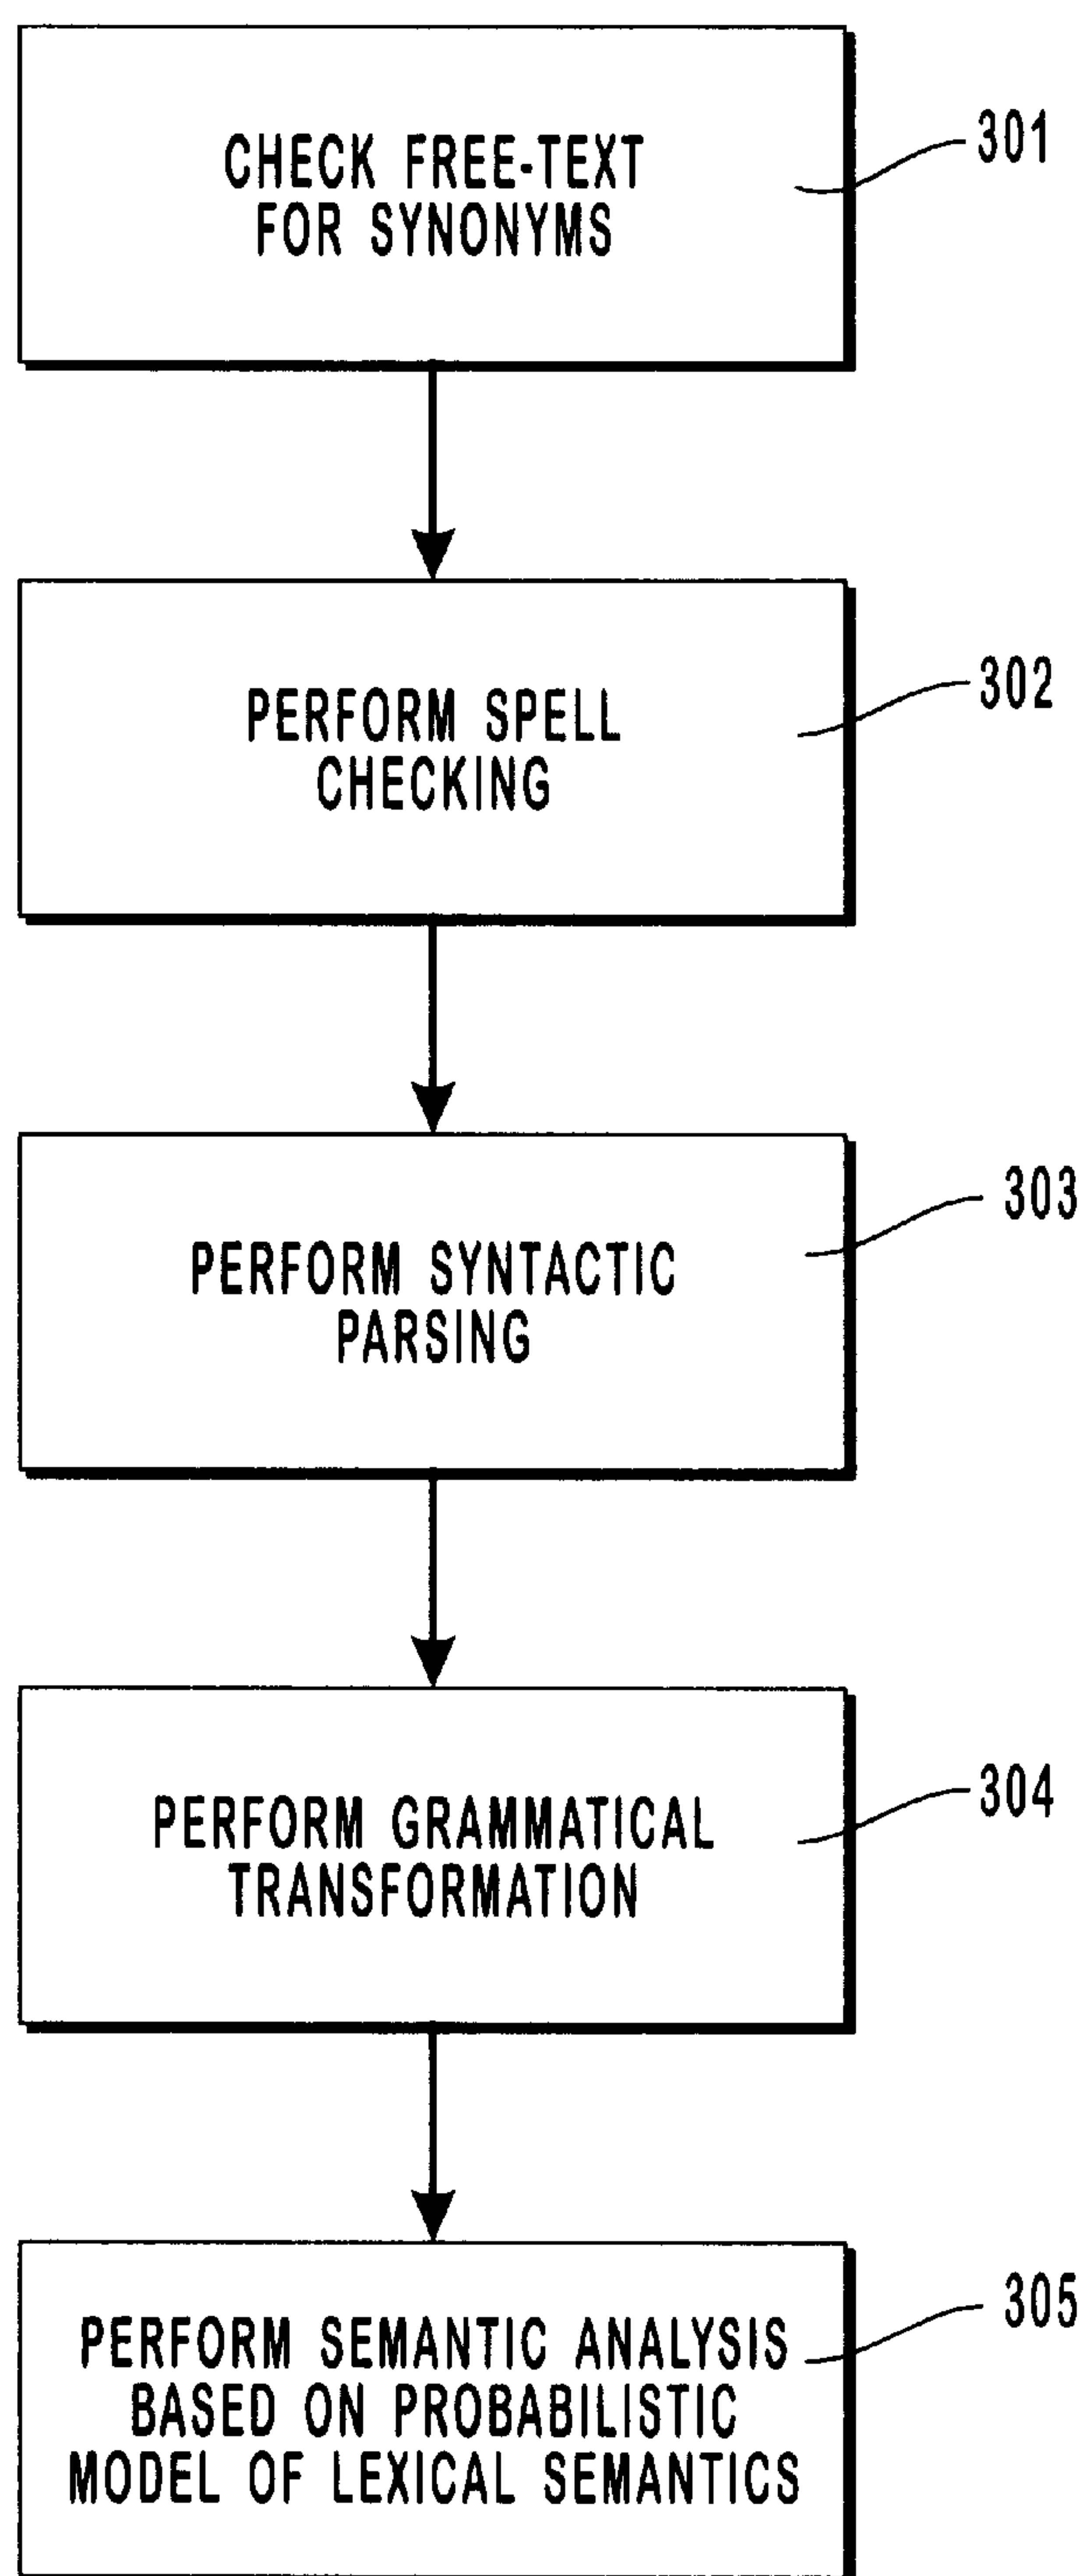 CHECK FREE-TEXT
FOR SYNONYMS
301
PERFORM SPELL
CHECKING
302
PERFORM SYNTACTIC
PARSING
303
PERFORM GRAMMATICAL
TRANSFORMATION
304
PERFORM SEMANTIC ANALYSIS
BASED ON PROBABILISTIC
MODEL OF LEXICAL SEMANTICS
305